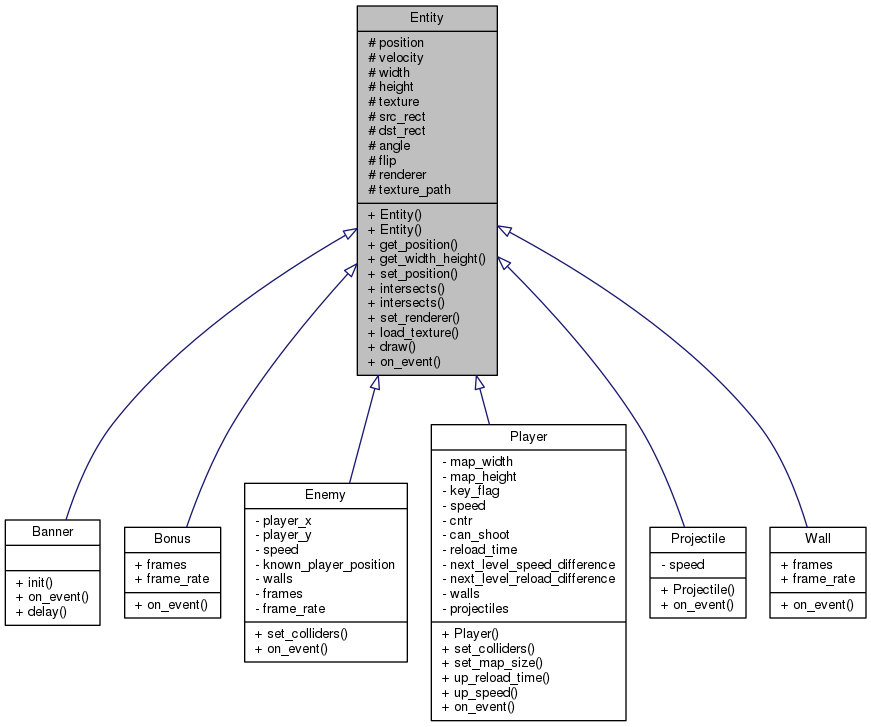 Entity
# position
# velocity
# width
# height
# texture
# src_rect
# dst_rect
# angle
# flip
# renderer
# texture_path
+ Entity()
+ Entity()
+ get_position()
+ get_width_height()
+ set_position()
+ intersects()
+ intersects()
+ set_renderer()
+ load_texture()
+ draw()
+ on_event()
Banner
+ init()
+ on_event()
+ delay()
Bonus
+ frames
+ frame_rate
+ on_event()
Enemy
- player_x
- player_y
- speed
- known_player_position
- walls
- frames
- frame_rate
+ set_colliders()
+ on_event()
Player
- map_width
- map_height
- key_flag
- speed
- cntr
- can_shoot
- reload_time
- next_level_speed_difference
- next_level_reload_difference
- walls
- projectiles
+ Player()
+ set_colliders()
+ set_map_size()
+ up_reload_time()
+ up_speed()
+ on_event()
Projectile
- speed
+ Projectile()
+ on_event()
Wall
+ frames
+ frame_rate
+ on_event()